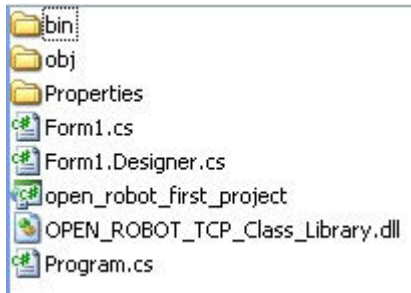 bin
obj
Properties
Form1.cs
Form1.Designer.cs
open_robot_first_project
OPEN_ROBOT_TCP_Class_Library.dll
Program.cs